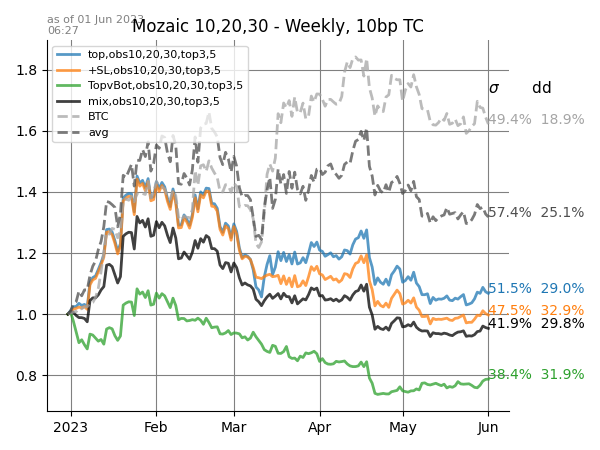 as of 01 Jun 2023
06:27
Mozaic 10,20,30 - Weekly, 10bp TC
top,obs10,20,30,top3,5
+SL,obs10,20,30,top3,5
TopvBot,obs10,20,30,top3,5
mix,obs10,20,30,top3,5
BTC
avg
σ dd
49.4% 18.9%
57.4% 25.1%
51.5% 29.0%
47.5% 32.9%
41.9% 29.8%
38.4% 31.9%
1.8
1.6
1.4
1.2
1.0
0.8
2023 Feb Mar Apr May Jun